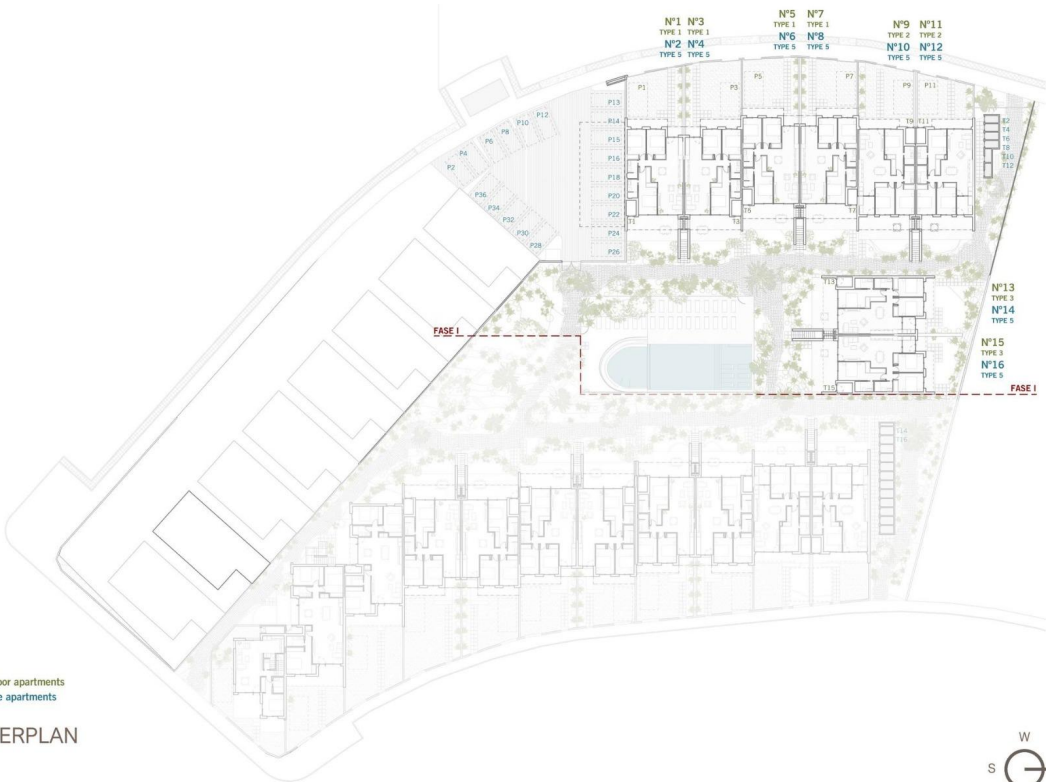 Nº1 Nº3
TYPE 1 TYPE 1
Nº2 Nº4
TYPE 5 TYPE 5
Nº5 Nº7
TYPE 1 TYPE 1
Nº6 Nº8
TYPE 5 TYPE 5
Nº9 Nº11
TYPE 2 TYPE 2
Nº10 Nº12
TYPE 5 TYPE 5
P1
P3
P5
P7
P9
P11
P13
P14
P15
P16
P18
P20
P22
P24
P26
P12
P10
P8
P6
P4
P2
P36
P34
P32
P30
P28
T1
T3
T5
T7
T9 T11
T2
T4
T6
T8
T10
T12
T13
T15
Nº13
TYPE 3
Nº14
TYPE 5
Nº15
TYPE 3
Nº16
TYPE 5
FASE I
FASE I
T14
T16
oor apartments
e apartments
ERPLAN
W
S